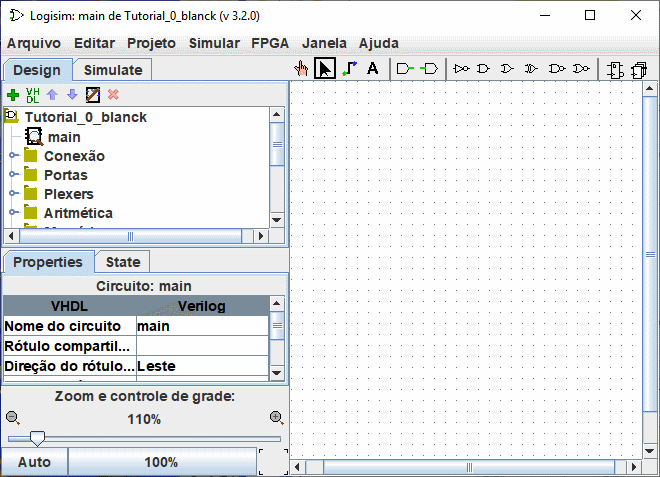 Logisim: main de Tutorial_0_blanck (v 3.2.0)
Arquivo Editar Projeto Simular FPGA Janela Ajuda
Design Simulate
A
VH
DL
Tutorial_0_blanck
main
Conexão
Portas
Plexers
Aritmética
Properties State
Circuito: main
VHDL Verilog
Nome do circuito main
Rótulo compartil...
Direção do rótulo... Leste
Zoom e controle de grade:
110%
Auto 100%